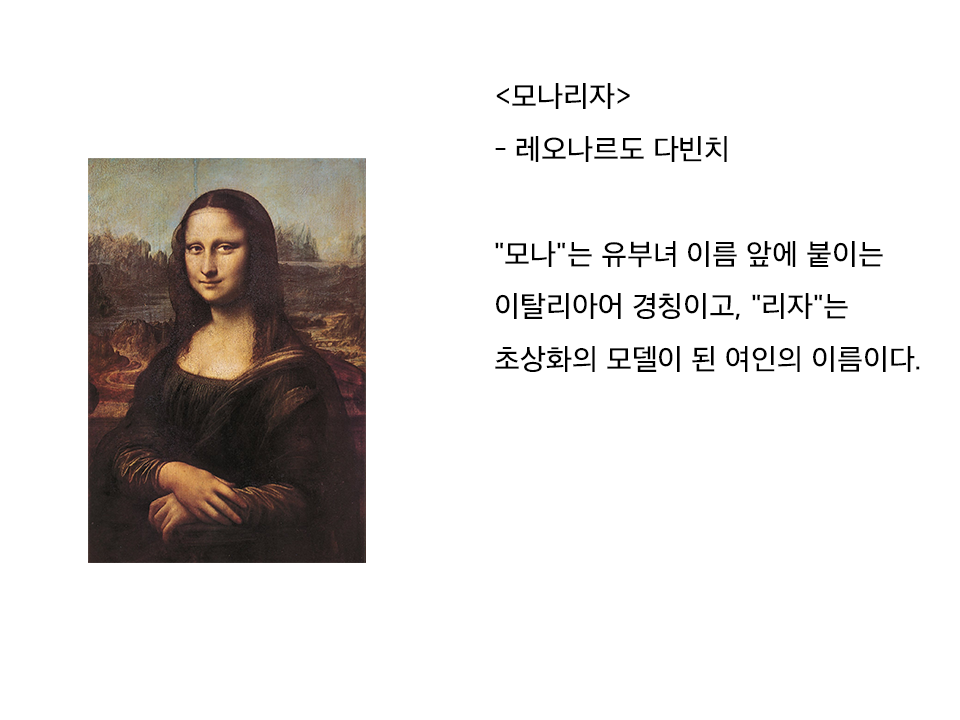 <모나리자>
- 레오나르도 다빈치
"모나"는 유부녀 이름 앞에 붙이는
이탈리아어 경칭이고, "리자"는
초상화의 모델이 된 여인의 이름이다.